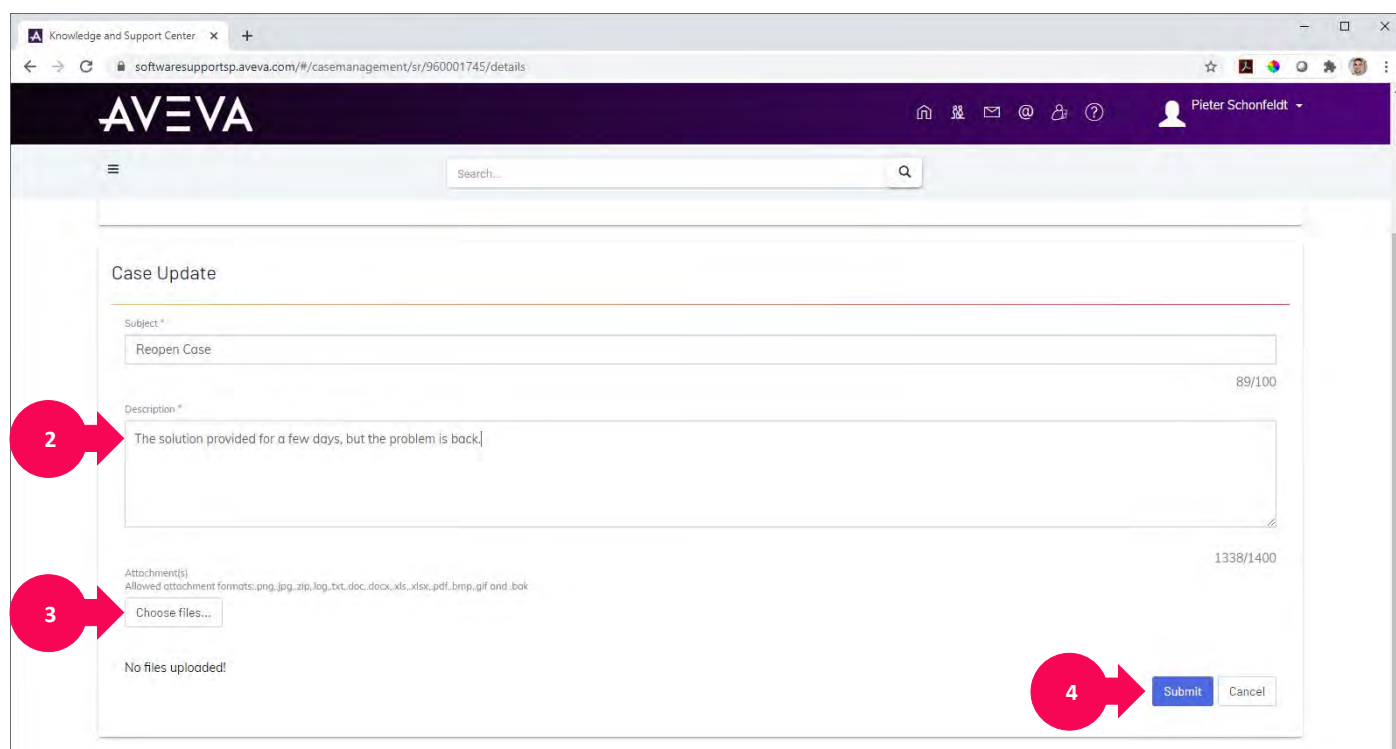 Knowledge and Support Center
softwaresupportsp.aveva.com/#/casemanagement/sr/960001745/details
AVEVA
Pieter Schonfeldt
Search...
Case Update
Subject *
Reopen Case
89/100
Description *
2
The solution provided for a few days, but the problem is back.
1338/1400
Attachment(s)
Allowed attachment formats:.png,.jpg,.zip,.log,.txt,.doc,.docx,.xls,.xlsx,.pdf,.bmp,.gif and .bak
3
Choose files...
No files uploaded!
4
Submit
Cancel